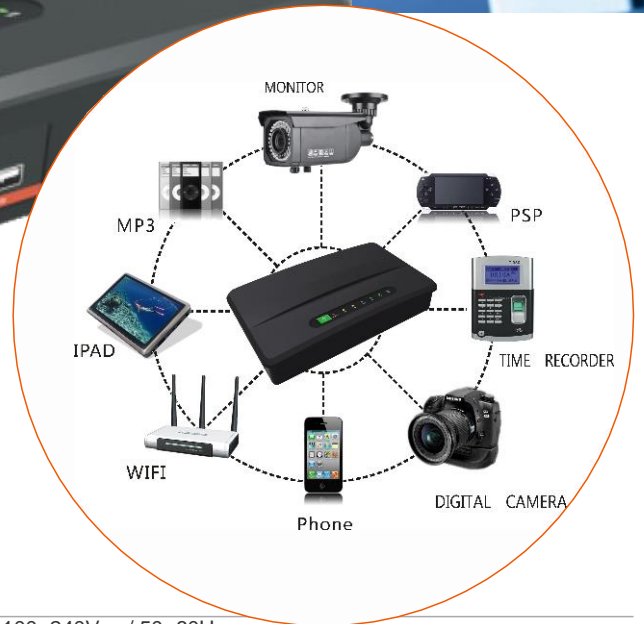 MONITOR
MP3
PSP
IPAD
TIME RECORDER
WIFI
DIGITAL CAMERA
Phone